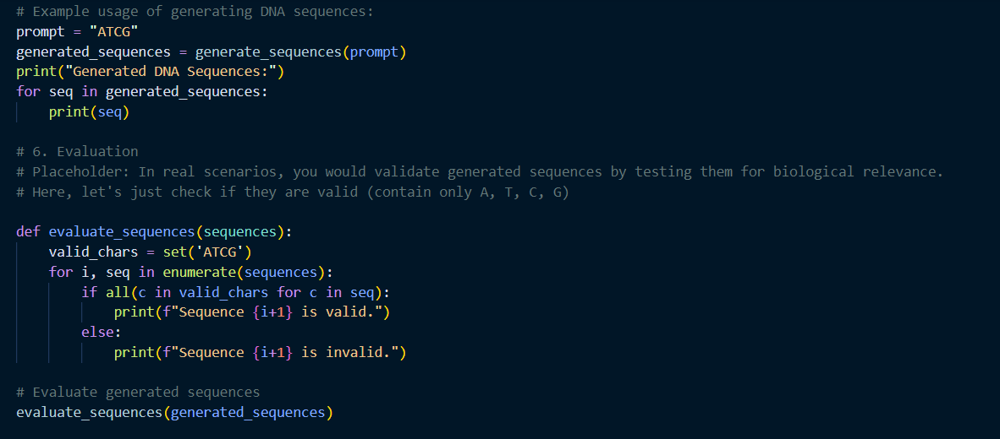 # Example usage of generating DNA sequences:
prompt = "ATCG"
generated_sequences = generate_sequences(prompt)
print("Generated DNA Sequences:")
for seq in generated_sequences:
    print(seq)

# 6. Evaluation
# Placeholder: In real scenarios, you would validate generated sequences by testing them for biological relevance.
# Here, let's just check if they are valid (contain only A, T, C, G)

def evaluate_sequences(sequences):
    valid_chars = set('ATCG')
    for i, seq in enumerate(sequences):
        if all(c in valid_chars for c in seq):
            print(f"Sequence {i+1} is valid.")
        else:
            print(f"Sequence {i+1} is invalid.")

# Evaluate generated sequences
evaluate_sequences(generated_sequences)